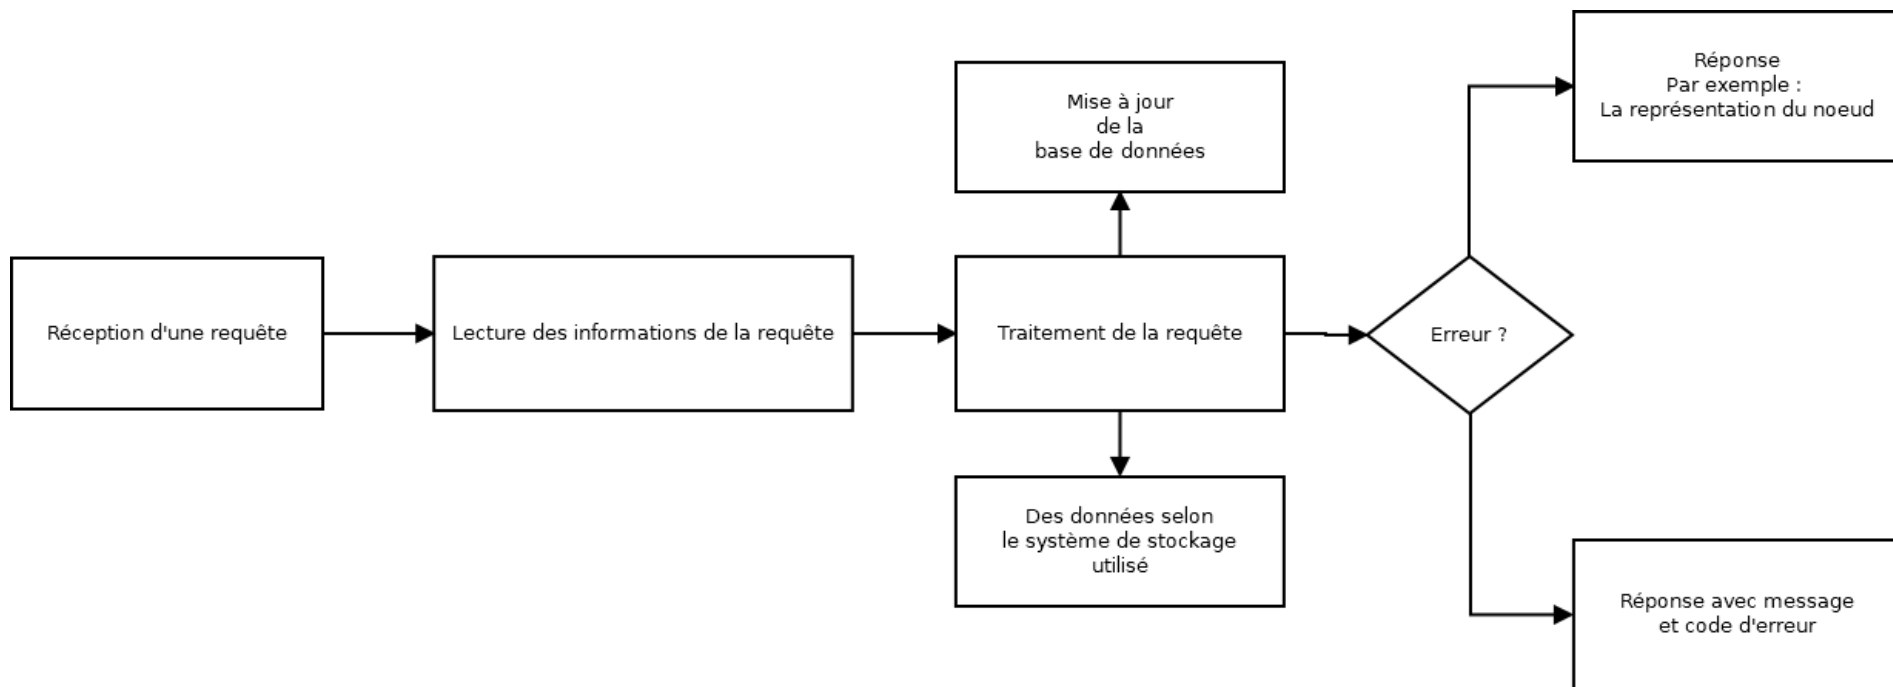 Réception d'une requête
Lecture des informations de la requête
Mise à jour
de la
base de données
Traitement de la requête
Des données selon
le système de stockage
utilisé
Erreur ?
Réponse
Par exemple :
La représentation du noeud
Réponse avec message
et code d'erreur